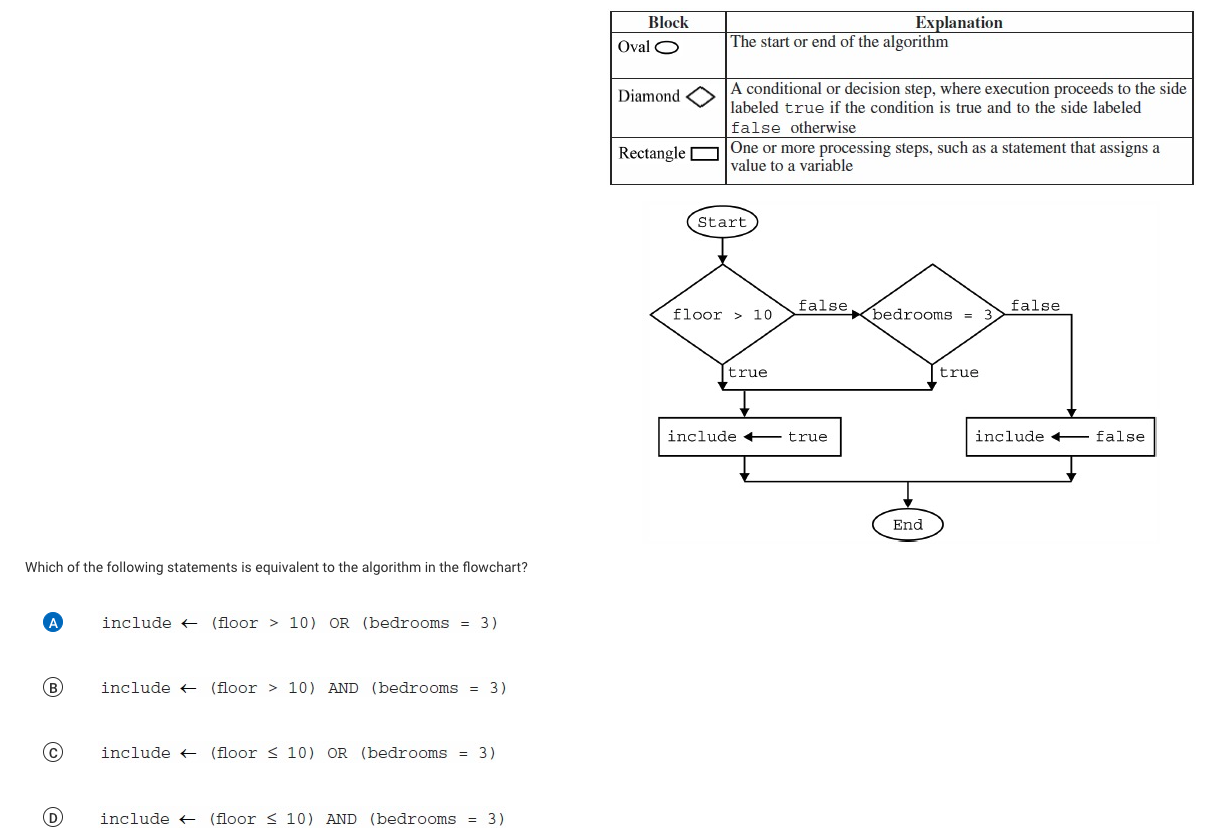 Block Explanation
Oval The start or end of the algorithm
Diamond A conditional or decision step, where execution proceeds to the side
labeled true if the condition is true and to the side labeled
false otherwise
Rectangle One or more processing steps, such as a statement that assigns a
value to a variable
Start
floor > 10 false bedrooms = 3 false
true true
include ← true include ← false
End
Which of the following statements is equivalent to the algorithm in the flowchart?
A include ← (floor > 10) OR (bedrooms = 3)
B include ← (floor > 10) AND (bedrooms = 3)
C include ← (floor ≤ 10) OR (bedrooms = 3)
D include ← (floor ≤ 10) AND (bedrooms = 3)